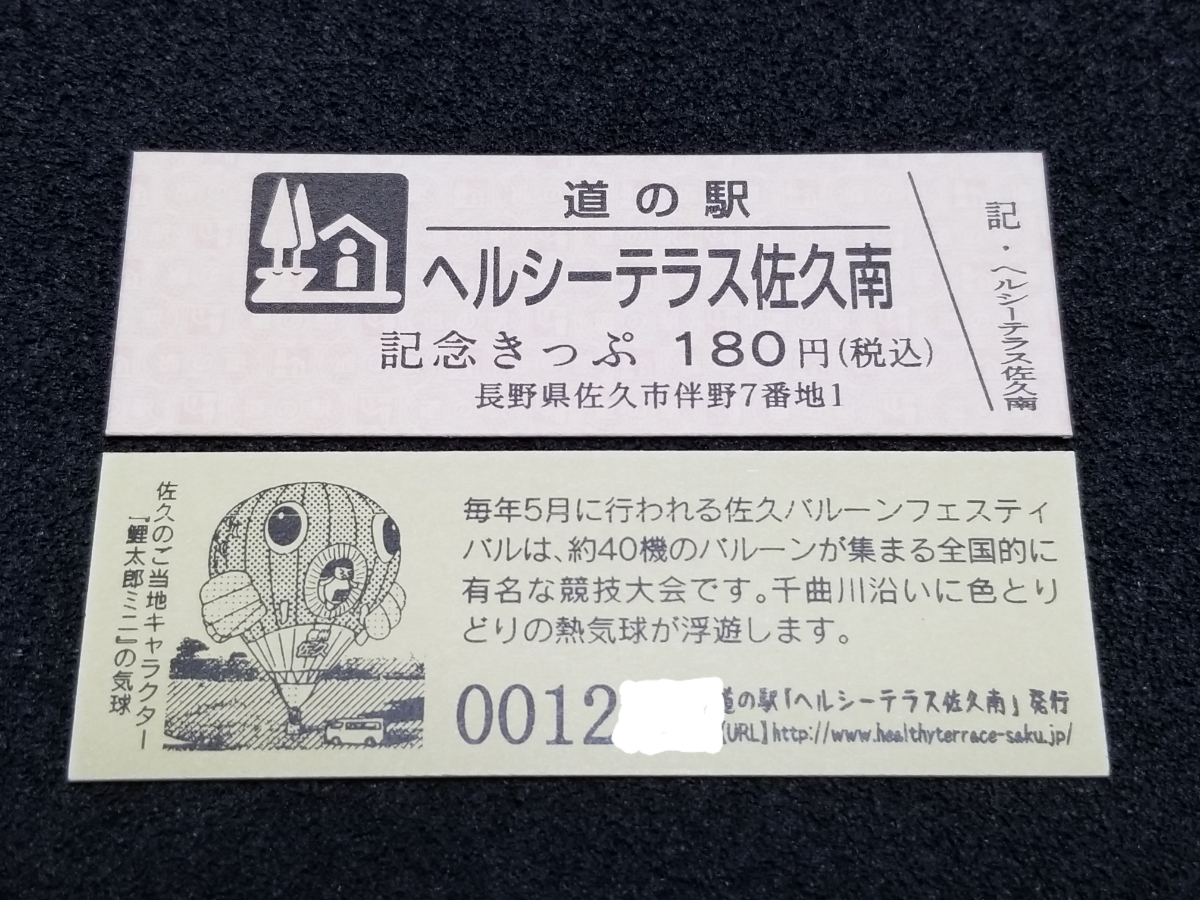 道の駅
ヘルシーテラス佐久南
記念きっぷ 180円(税込)
長野県佐久市伴野7番地1
記・ヘルシーテラス佐久南
佐久のご当地キャラクター
『鯉太郎ミニ』の気球
毎年5月に行われる佐久バルーンフェスティ
バルは、約40機のバルーンが集まる全国的に
有名な競技大会です。千曲川沿いに色とり
どりの熱気球が浮遊します。
0012
道の駅「ヘルシーテラス佐久南」発行
【URL】http://www.healthyterrace-saku.jp/